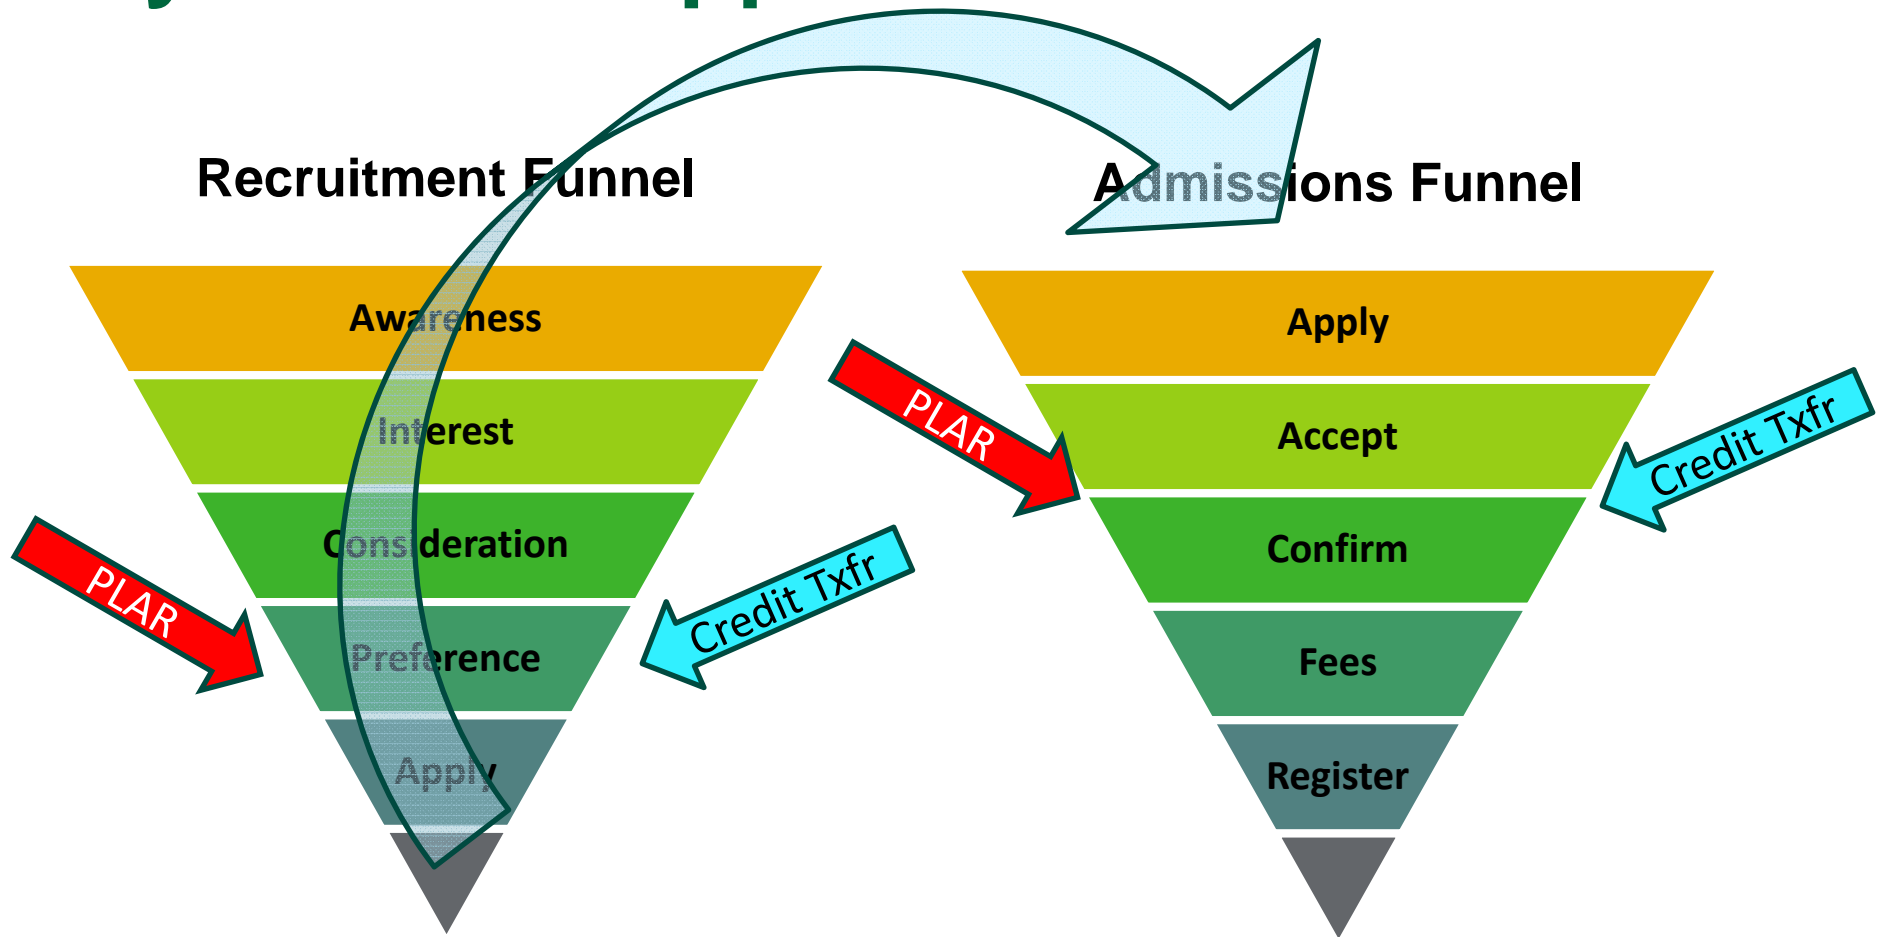 Recruitment Funnel
Admissions Funnel
Awareness
Interest
Consideration
Preference
Apply
PLAR
Credit Txfr
Apply
Accept
Confirm
Fees
Register
PLAR
Credit Txfr